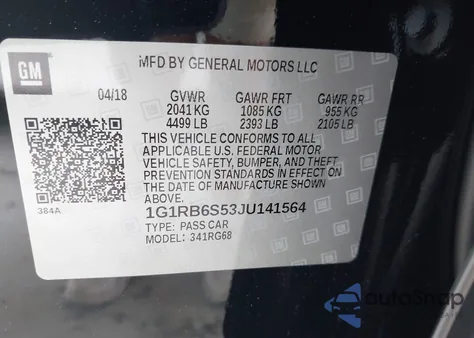 GM
MFD BY GENERAL MOTORS LLC
04/18 GVWR GAWR FRT GAWR RR
2041 KG 1085 KG 955 KG
4499 LB 2393 LB 2105 LB
THIS VEHICLE CONFORMS TO ALL
APPLICABLE U.S. FEDERAL MOTOR
VEHICLE SAFETY, BUMPER, AND THEFT
PREVENTION STANDARDS IN EFFECT ON
THE DATE OF MANUFACTURE SHOWN
ABOVE.
384A
1G1RB6S53JU141564
TYPE: PASS CAR
MODEL: 341RG68
autoSnap